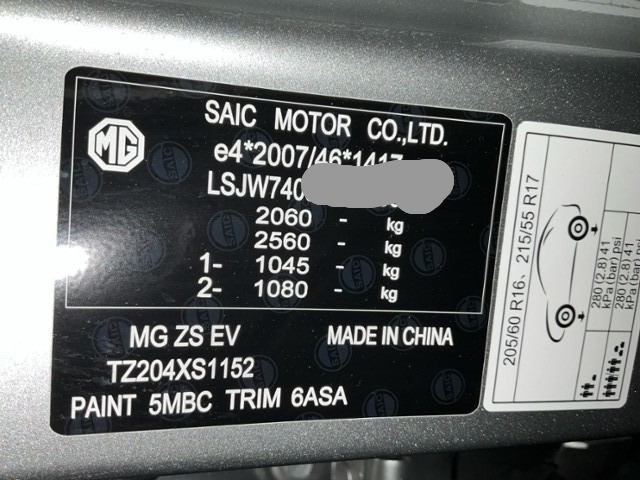 MG
SAIC MOTOR CO.,LTD.
e4*2007/46*1417
LSJW740
2060 - kg
2560 - kg
1- 1045 - kg
2- 1080 - kg
MG ZS EV MADE IN CHINA
TZ204XS1152
PAINT 5MBC TRIM 6ASA
205/60 R16、215/55 R17
280 (2.8) 41
kPa (bar) psi
280 (2.8) 41
kPa (bar) psi